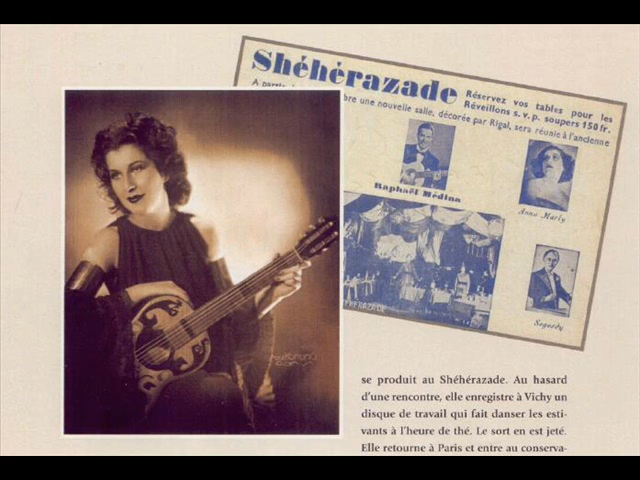 Shéhérazade
Réservez vos tables pour les
Réveillons s.v.p. soupers 150 fr.
A
bre une nouvelle salle, décorée par Rigal, sera réunie à l'ancienne
Raphaël Médina
Anna Marly
Segordy
SHÉHÉRAZADE
se produit au Shéhérazade. Au hasard
d'une rencontre, elle enregistre à Vichy un
disque de travail qui fait danser les esti-
vants à l'heure de thé. Le sort en est jeté.
Elle retourne à Paris et entre au conserva-